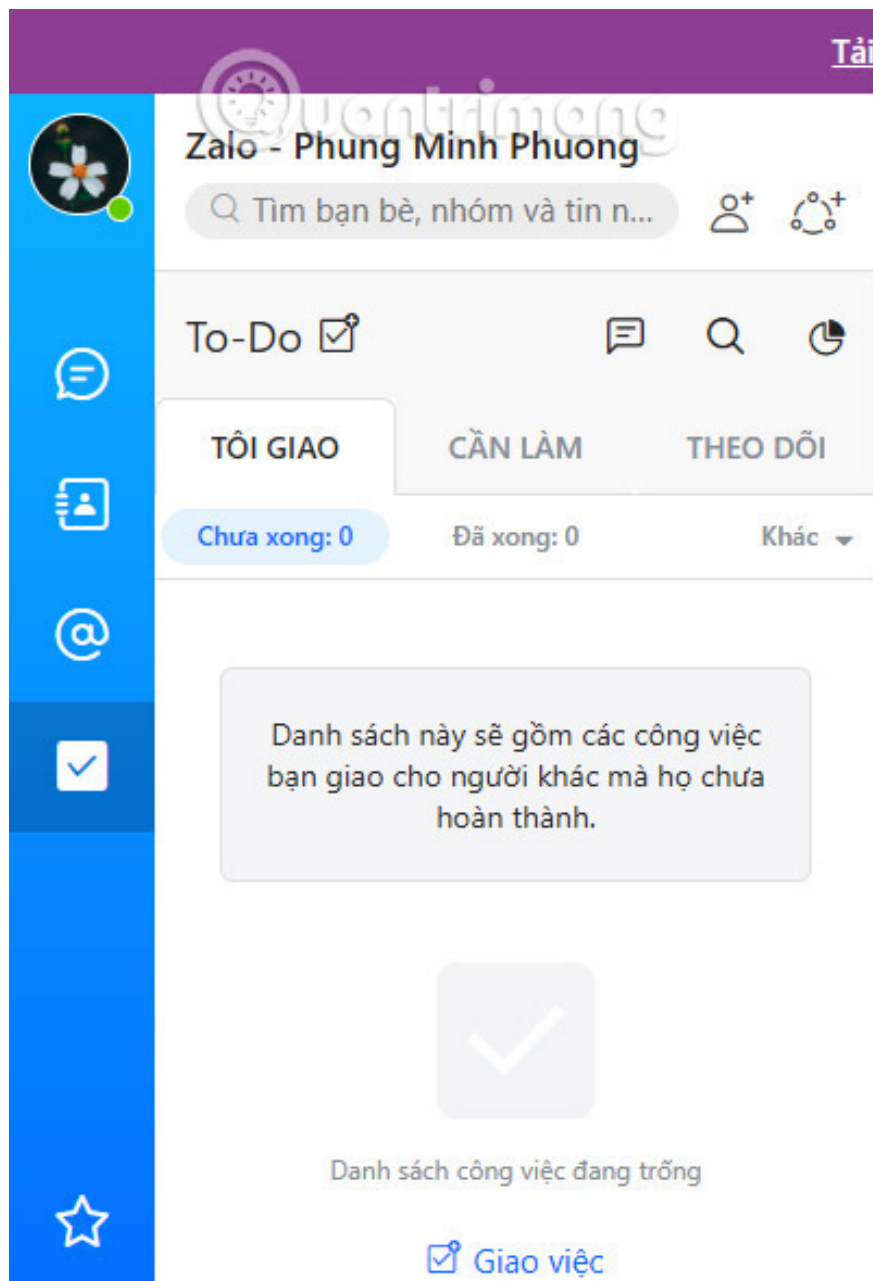 Tải
Quantrimang
Zalo - Phung Minh Phuong
Tìm bạn bè, nhóm và tin n...
To-Do
TÔI GIAO CẦN LÀM THEO DÕI
Chưa xong: 0 Đã xong: 0 Khác
Danh sách này sẽ gồm các công việc
bạn giao cho người khác mà họ chưa
hoàn thành.
Danh sách công việc đang trống
Giao việc